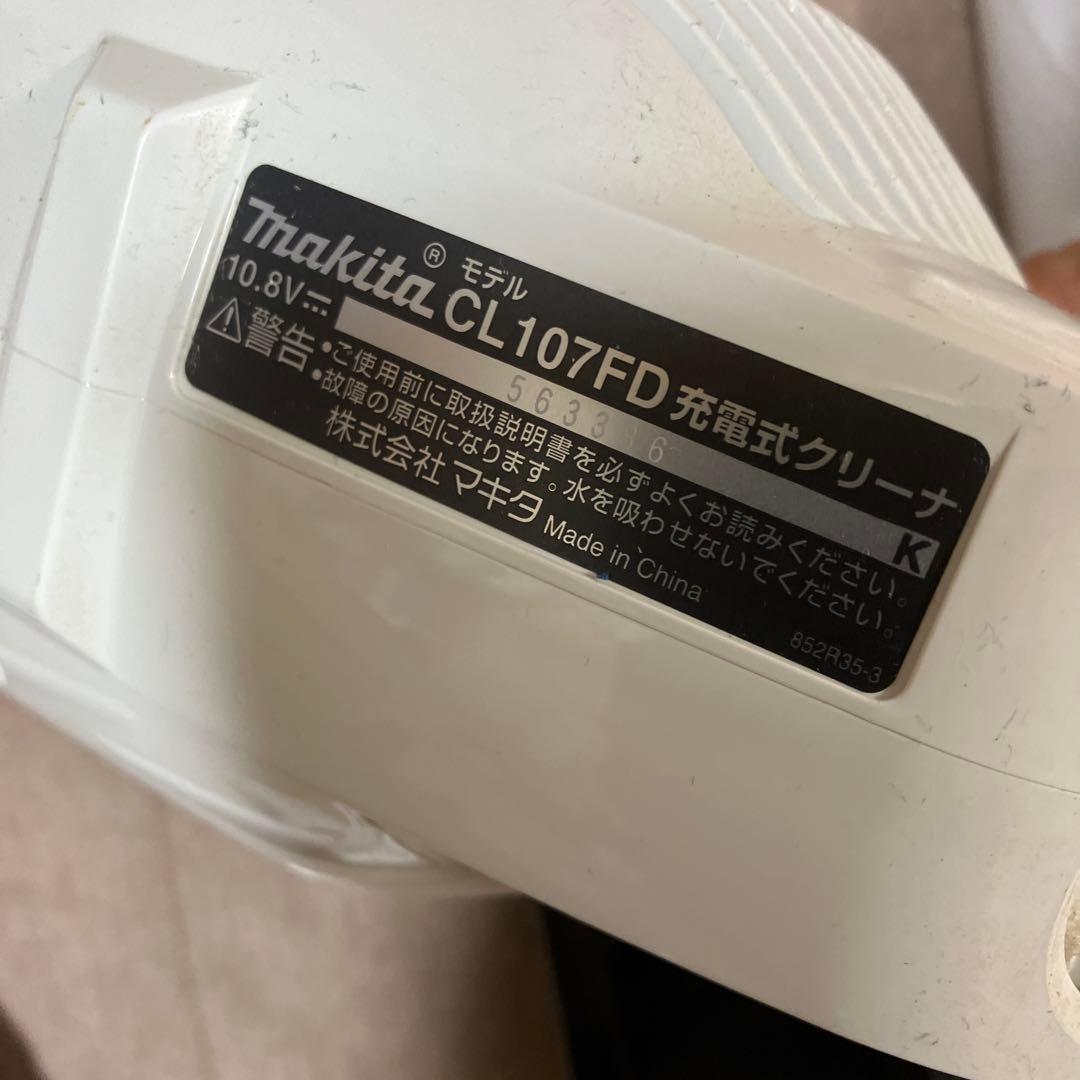 makita® モデル CL107FD 充電式クリーナ
10.8V⎓
563336 K
⚠警告 •ご使用前に取扱説明書を必ずよくお読みください。
•故障の原因になります。水を吸わせないでください。
株式会社 マキタ Made in China
852R35-3